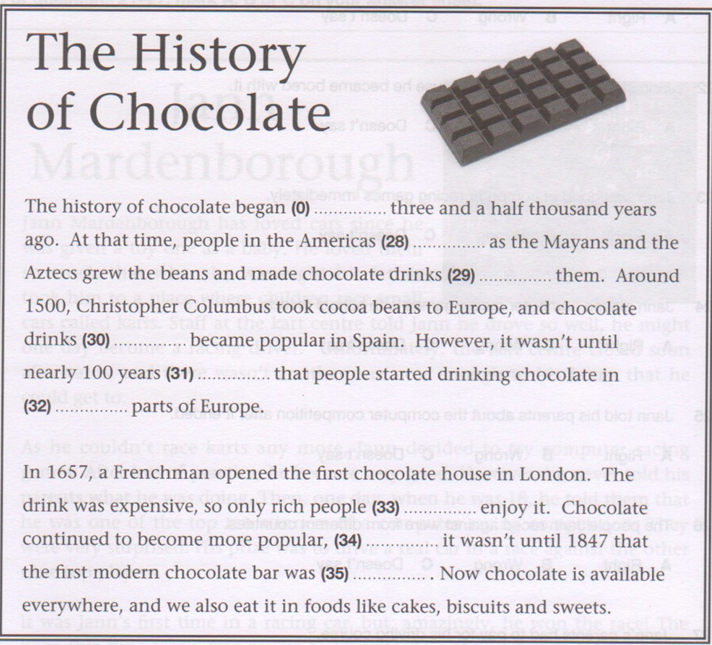 The History
of Chocolate
The history of chocolate began (0) .............. three and a half thousand years
ago. At that time, people in the Americas (28) .............. as the Mayans and the
Aztecs grew the beans and made chocolate drinks (29) .............. them. Around
1500, Christopher Columbus took cocoa beans to Europe, and chocolate
drinks (30) .............. became popular in Spain. However, it wasn't until
nearly 100 years (31) .............. that people started drinking chocolate in
(32) .............. parts of Europe.
In 1657, a Frenchman opened the first chocolate house in London. The
drink was expensive, so only rich people (33) .............. enjoy it. Chocolate
continued to become more popular, (34) .............. it wasn't until 1847 that
the first modern chocolate bar was (35) .............. . Now chocolate is available
everywhere, and we also eat it in foods like cakes, biscuits and sweets.